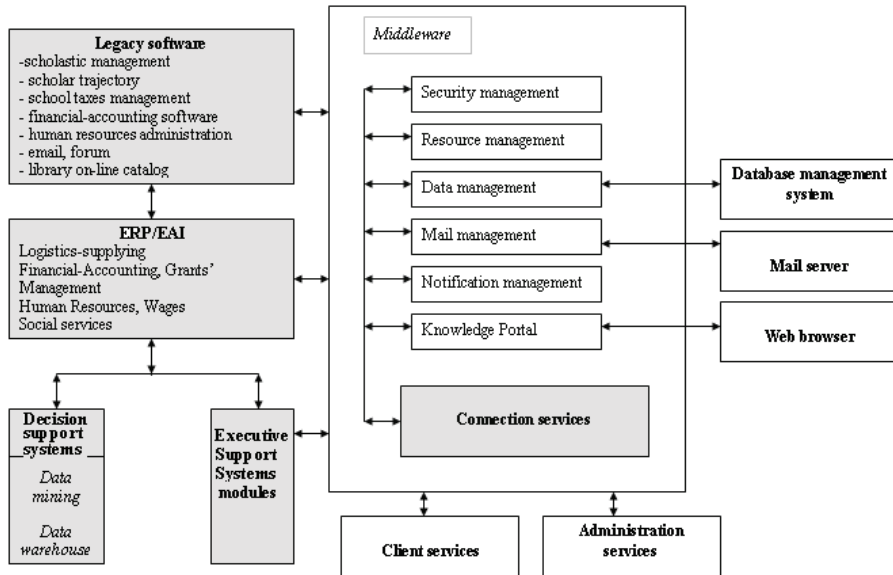 Legacy software
-scholastic management
- scholar trajectory
- school taxes management
- financial-accounting software
- human resources administration
- email, forum
- library on-line catalog
ERP/EAI
Logistics-supplying
Financial-Accounting, Grants’
Management
Human Resources, Wages
Social services
Decision
support
systems
Data
mining
Data
warehouse
Executive
Support
Systems
modules
Middleware
Security management
Resource management
Data management
Mail management
Notification management
Knowledge Portal
Connection services
Database management
system
Mail server
Web browser
Client services
Administration
services